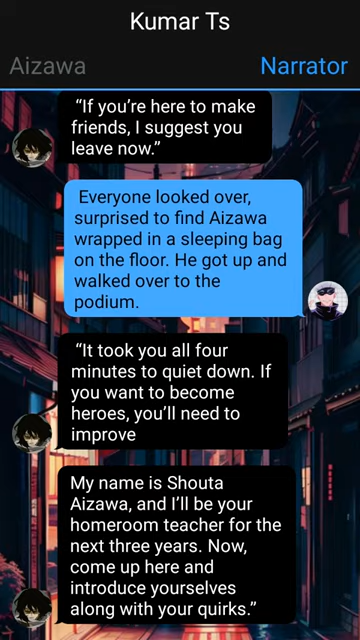 Kumar Ts
Aizawa
Narrator
“If you’re here to make
friends, I suggest you
leave now.”
Everyone looked over,
surprised to find Aizawa
wrapped in a sleeping bag
on the floor. He got up and
walked over to the
podium.
“It took you all four
minutes to quiet down. If
you want to become
heroes, you’ll need to
improve
My name is Shouta
Aizawa, and I’ll be your
homeroom teacher for the
next three years. Now,
come up here and
introduce yourselves
along with your quirks.”